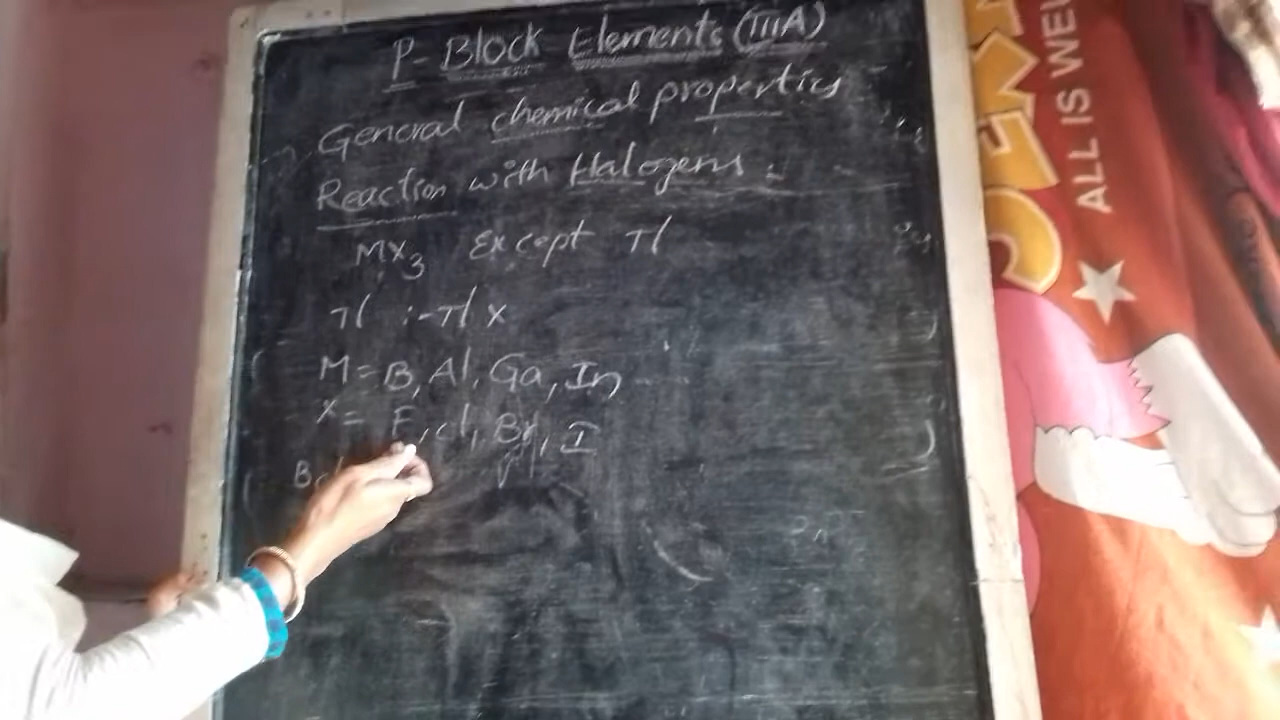 P-Block Elements (IIIA)
General chemical properties
Reaction with Halogens :
MX3 Except Tl
Tl :- Tl X
M = B, Al, Ga, In
X = F, Cl, Br, I
ALL IS WEL